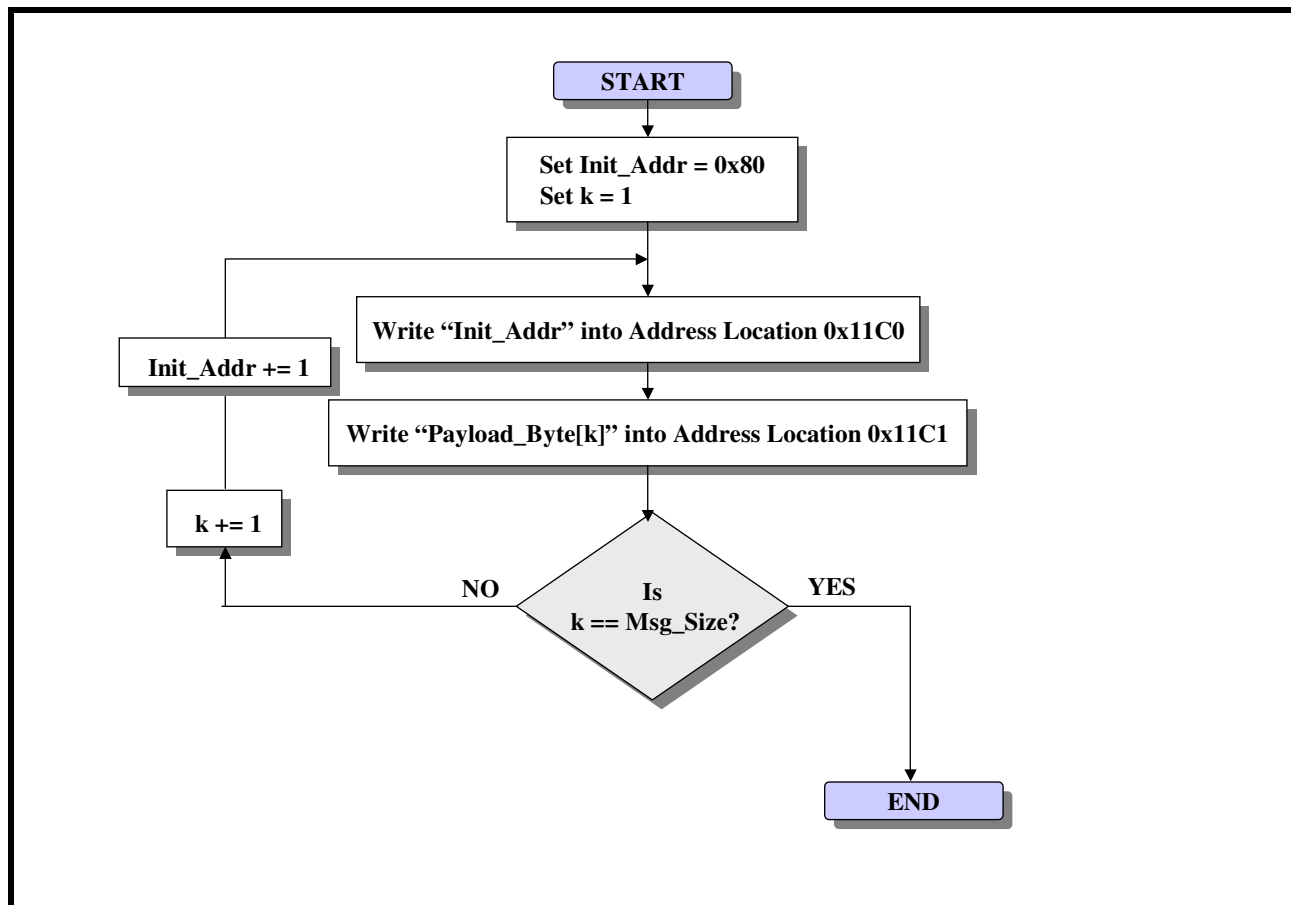 START
Set Init_Addr = 0x80
Set k = 1
Write “Init_Addr” into Address Location 0x11C0
Init_Addr += 1
Write “Payload_Byte[k]” into Address Location 0x11C1
k += 1
NO
YES
Is
k == Msg_Size?
END